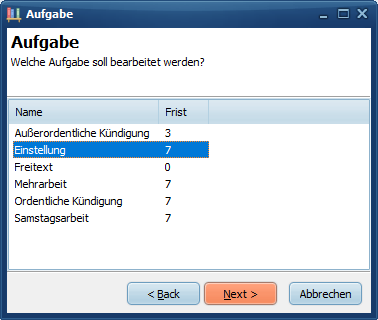 Aufgabe
Aufgabe
Welche Aufgabe soll bearbeitet werden?
Name Frist
Außerordentliche Kündigung 3
Einstellung 7
Freitext 0
Mehrarbeit 7
Ordentliche Kündigung 7
Samstagsarbeit 7
< Back Next > Abbrechen